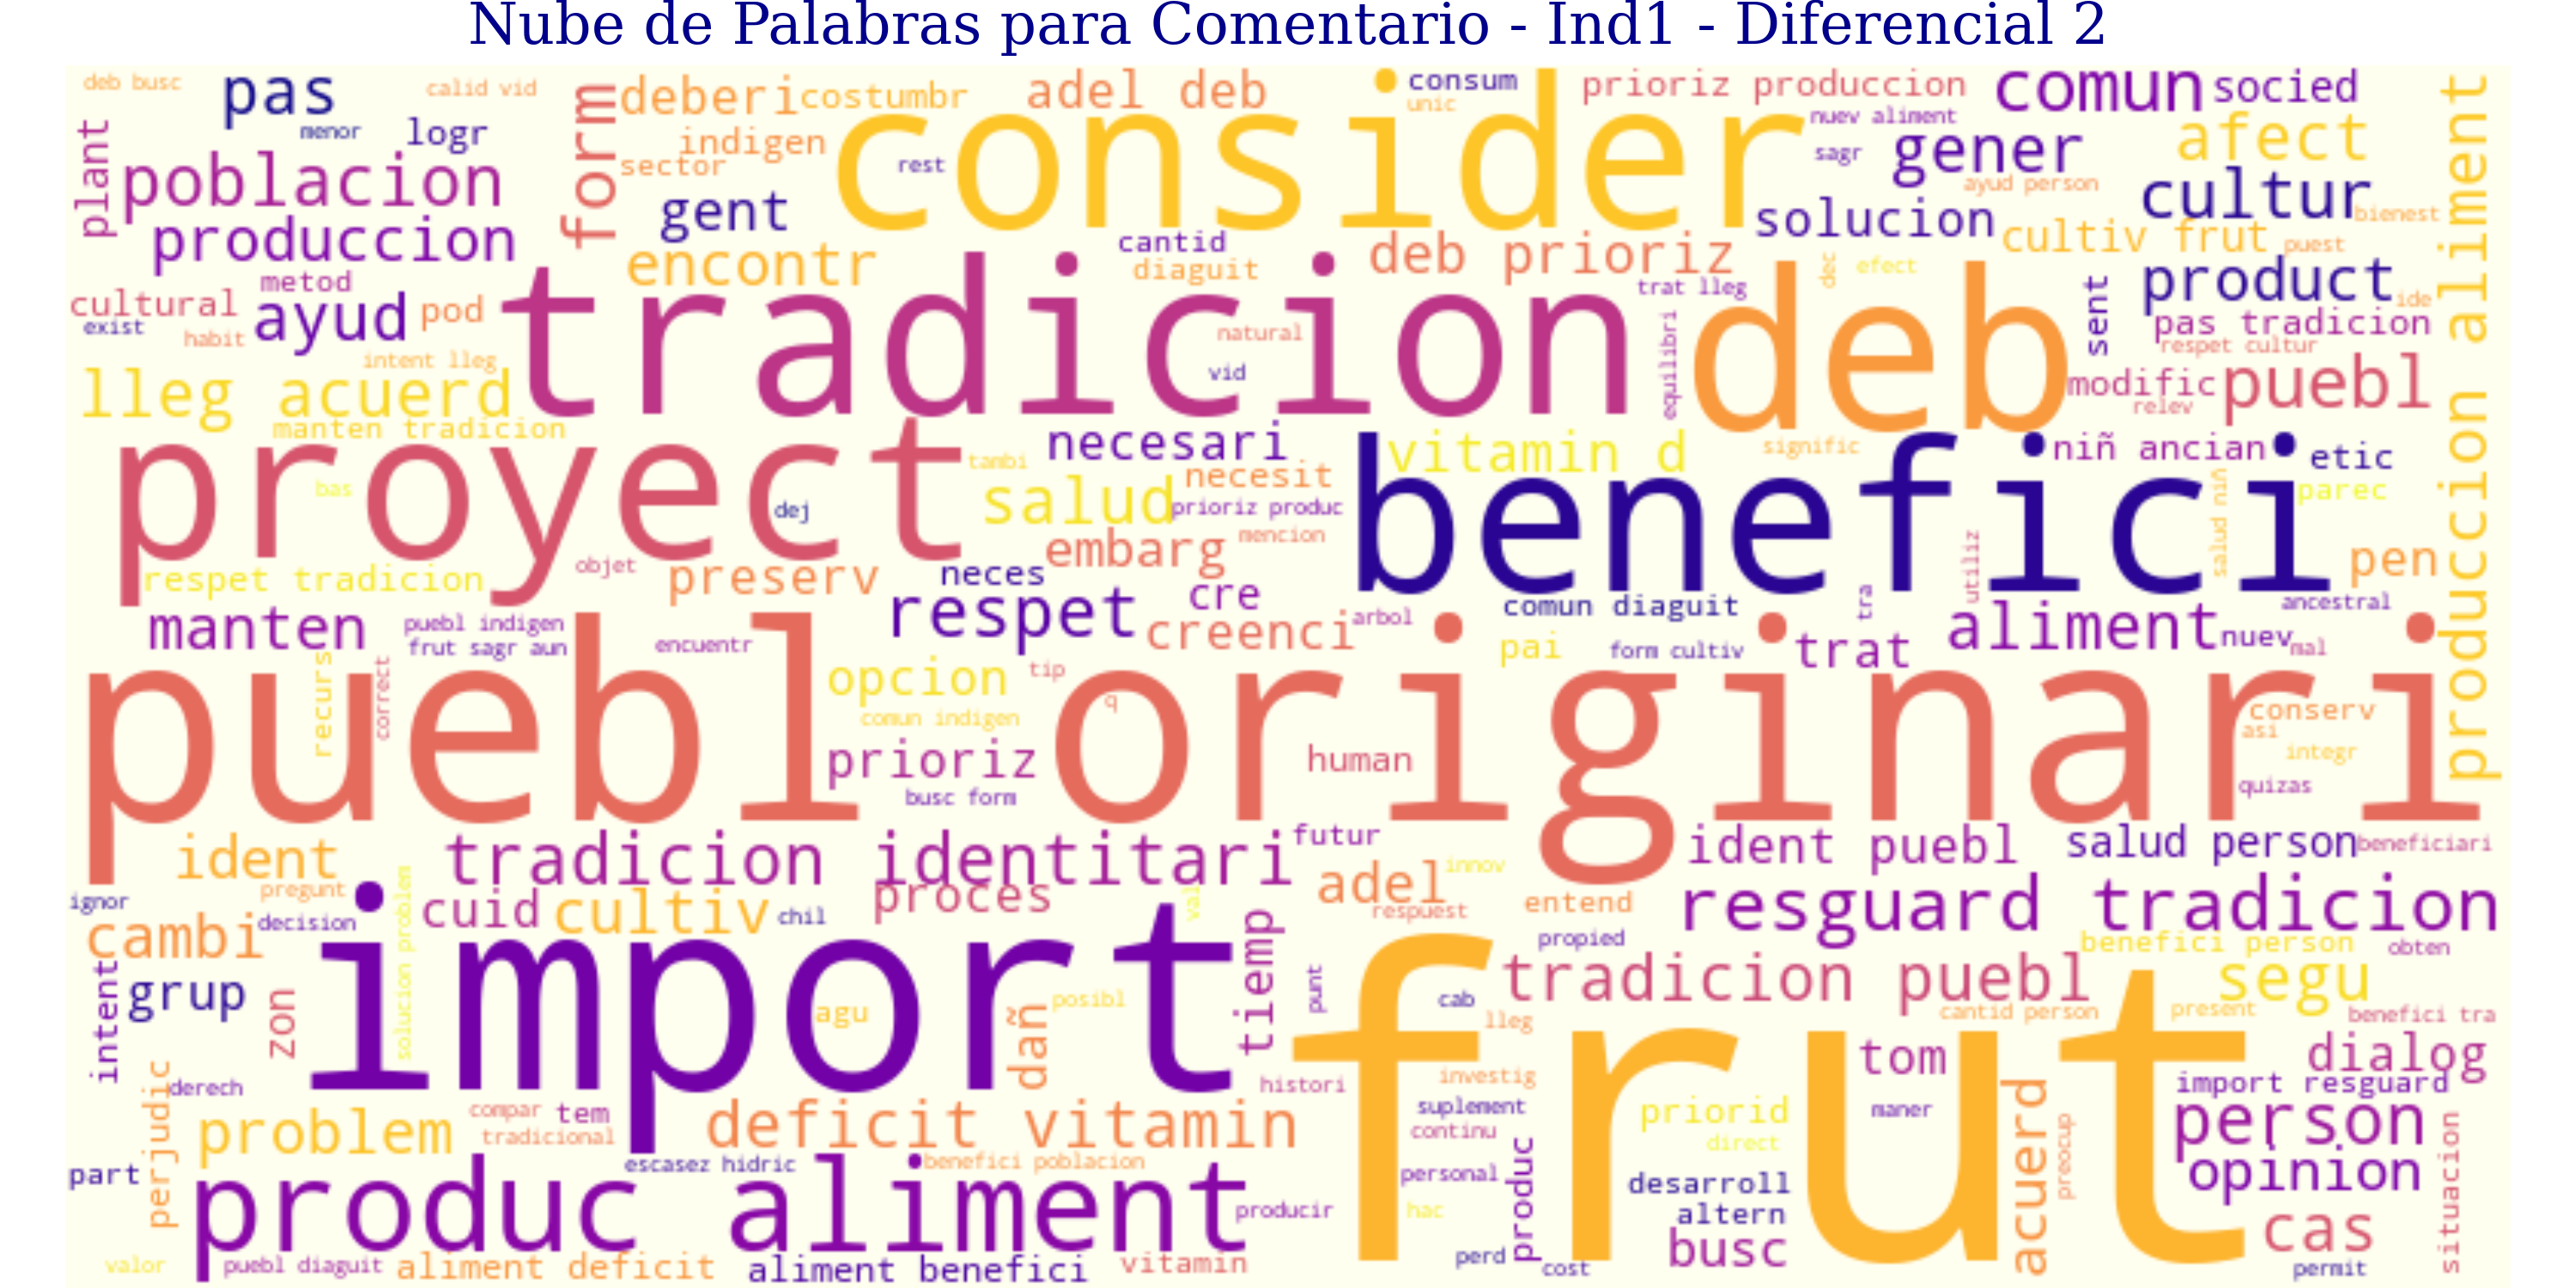 Nube de Palabras para Comentario - Ind1 - Diferencial 2
deb busc
pas
calid vid
form
deberi
costumbr
adel deb
consider
consum
unic
prioriz produccion
comun
socied
produccion aliment
menor
logr
plant
indigen
sector
rest
nuev aliment
sagr
gener
afect
poblacion
produccion
gent
encontr
ayud person
cultur
bienest
solucion
cultiv frut
puest
cantid
diaguit
deb prioriz
dec
efect
product
ide
metod
cultural
exist
habit
ayud
pod
tradicion
natural
vid
trat lleg
equilibri
deb
sent
pas tradicion
respet cultur
intent lleg
lleg acuerd
manten tradicion
modific
relev
puebl
proyect
bas
dej
tambi
necesari
necesit
salud
prioriz produc
mencion
embarg
vitamin d
signific
benefici
niñ ancian
etic
parec
salud niñ
utiliz
pen
respet tradicion
objet
preserv
neces
respet
cre
creenci
arbol
comun diaguit
tra
ancestral
manten
puebl indigen
frut sagr aun
encuentr
pai
form cultiv
trat
aliment
nuev
mal
puebl originari
recurs
correct
opcion
tip
q
comun indigen
prioriz
busc form
human
conserv
asi
integr
quizas
ident
tradicion identitari
futur
ident puebl
salud person
beneficiari
pregunt
solucion problem
ignor
decision
cambi
cuid
cultiv
chil
proces
val
adel
innov
respuest
entend
resguard tradicion
propied
benefici person
obten
intent
grup
zon
import
agu
dañ
posibl
tiemp
punt
frut
cab
lleg
tradicion puebl
segu
cantid person
present
benefici tra
perjudic
derech
histori
investig
tom
dialog
import resguard
problem
compar
tem
tradicional
deficit vitamin
suplement
continu
priorid
direct
maner
acuerd
preocup
person
opinion
situacion
part
escasez hidric
benefici poblacion
personal
produc
desarroll
altern
produc aliment
producir
hac
busc
cas
valor
puebl diaguit
aliment deficit
aliment benefici
vitamin
perd
cost
permit